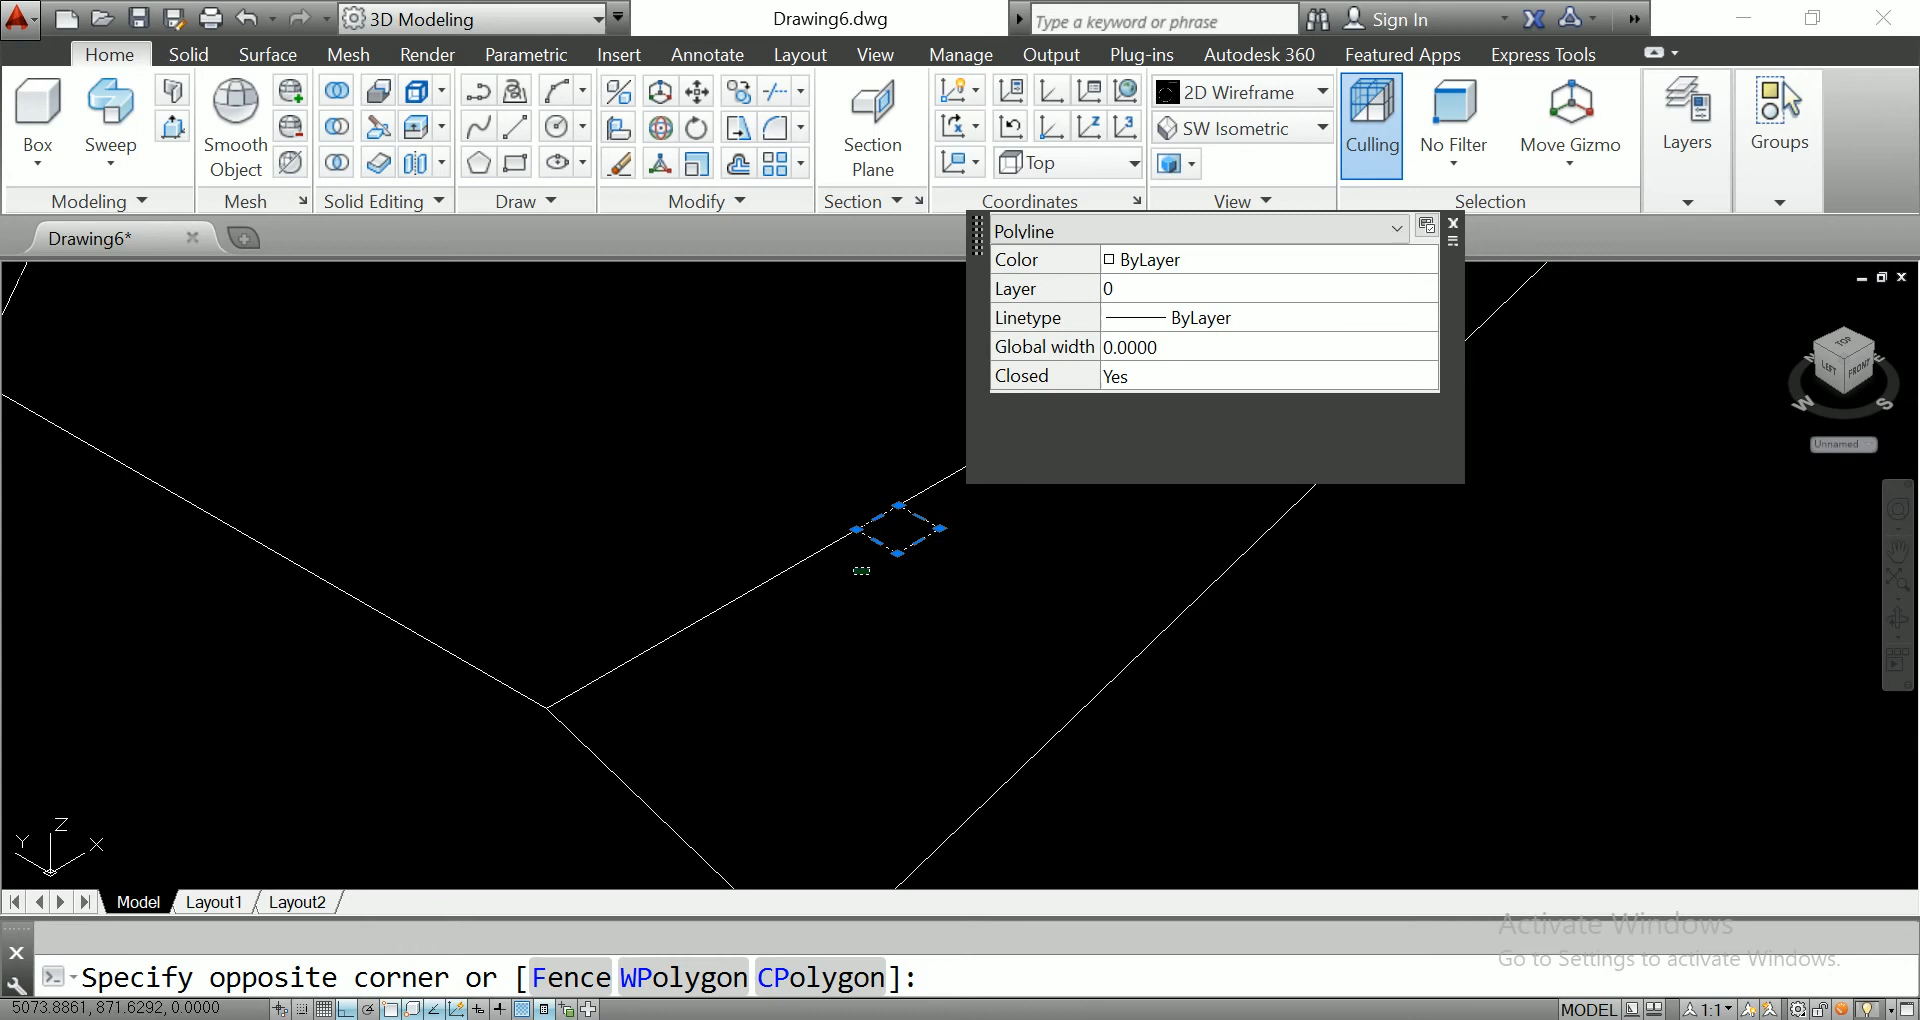 3D Modeling
Drawing6.dwg
Type a keyword or phrase
Sign In
Home Solid Surface Mesh Render Parametric Insert Annotate Layout View Manage Output Plug-ins Autodesk 360 Featured Apps Express Tools
Box
Sweep
Smooth
Object
Section
Plane
2D Wireframe
SW Isometric
Top
Culling
No Filter
Move Gizmo
Layers
Groups
Modeling Mesh Solid Editing Draw Modify Section Coordinates View Selection
Drawing6*
Polyline
Color ByLayer
Layer 0
Linetype ByLayer
Global width 0.0000
Closed Yes
TOP
LEFT
FRONT
N
E
W
S
Unnamed
Z
Y
X
Model Layout1 Layout2
Activate Windows
Go to Settings to activate Windows.
Specify opposite corner or [Fence WPolygon CPolygon]:
5073.8861, 871.6292, 0.0000
MODEL
1:1